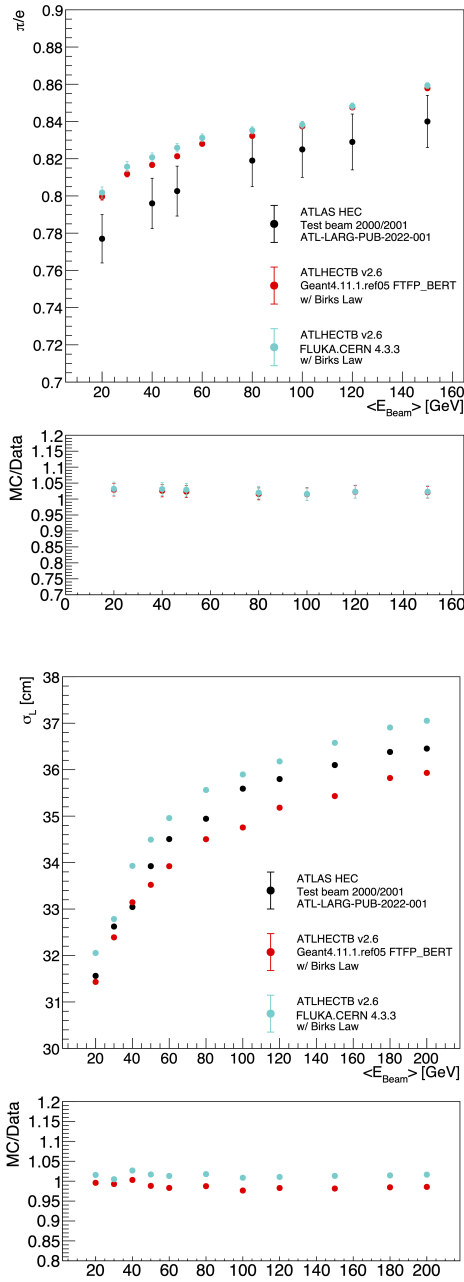 π/e
0.9
0.88
0.86
0.84
0.82
0.8
0.78
0.76
0.74
0.72
0.7
ATLAS HEC
Test beam 2000/2001
ATL-LARG-PUB-2022-001
ATLHECTB v2.6
Geant4.11.1.ref05 FTFP_BERT
w/ Birks Law
ATLHECTB v2.6
FLUKA.CERN 4.3.3
w/ Birks Law
20 40 60 80 100 120 140 160
<E_Beam> [GeV]
MC/Data
1.2
1.15
1.1
1.05
1
0.95
0.9
0.85
0.8
0.75
0.7
0 20 40 60 80 100 120 140 160
σ_L [cm]
38
37
36
35
34
33
32
31
30
ATLAS HEC
Test beam 2000/2001
ATL-LARG-PUB-2022-001
ATLHECTB v2.6
Geant4.11.1.ref05 FTFP_BERT
w/ Birks Law
ATLHECTB v2.6
FLUKA.CERN 4.3.3
w/ Birks Law
20 40 60 80 100 120 140 160 180 200
<E_Beam> [GeV]
MC/Data
1.2
1.15
1.1
1.05
1
0.95
0.9
0.85
0.8
20 40 60 80 100 120 140 160 180 200